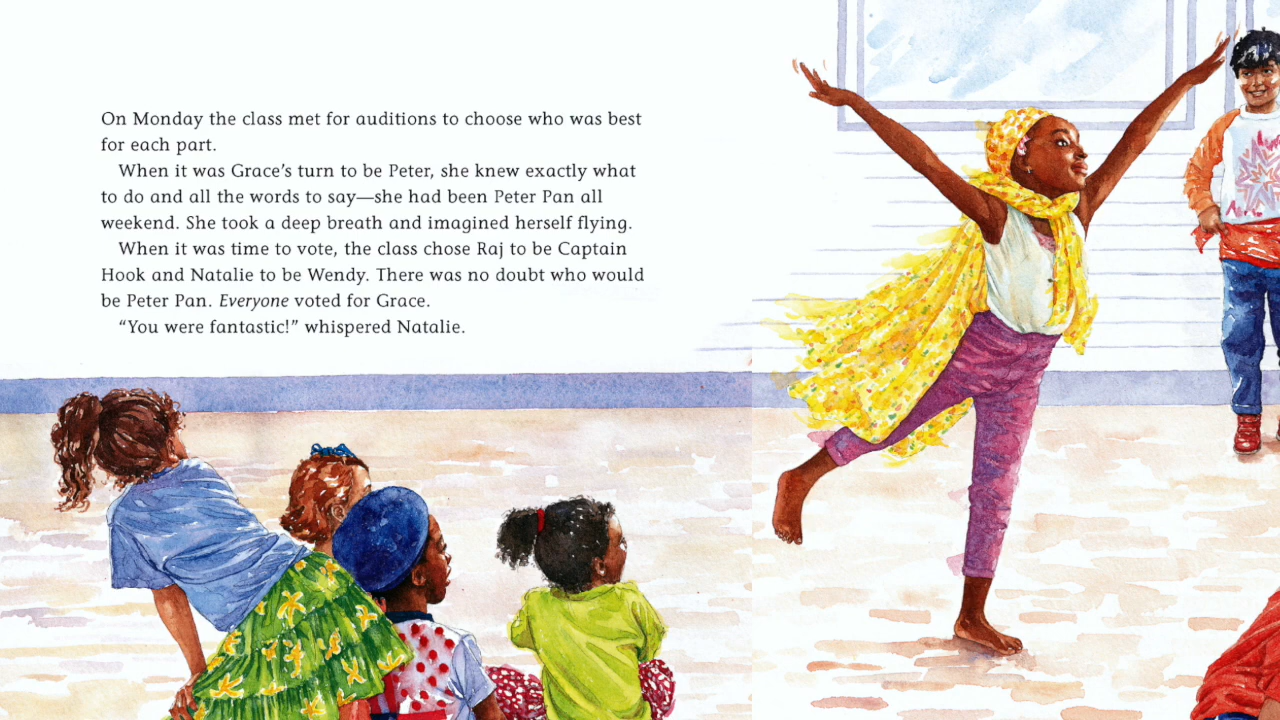 On Monday the class met for auditions to choose who was best
for each part.
When it was Grace’s turn to be Peter, she knew exactly what
to do and all the words to say—she had been Peter Pan all
weekend. She took a deep breath and imagined herself flying.
When it was time to vote, the class chose Raj to be Captain
Hook and Natalie to be Wendy. There was no doubt who would
be Peter Pan. Everyone voted for Grace.
“You were fantastic!” whispered Natalie.